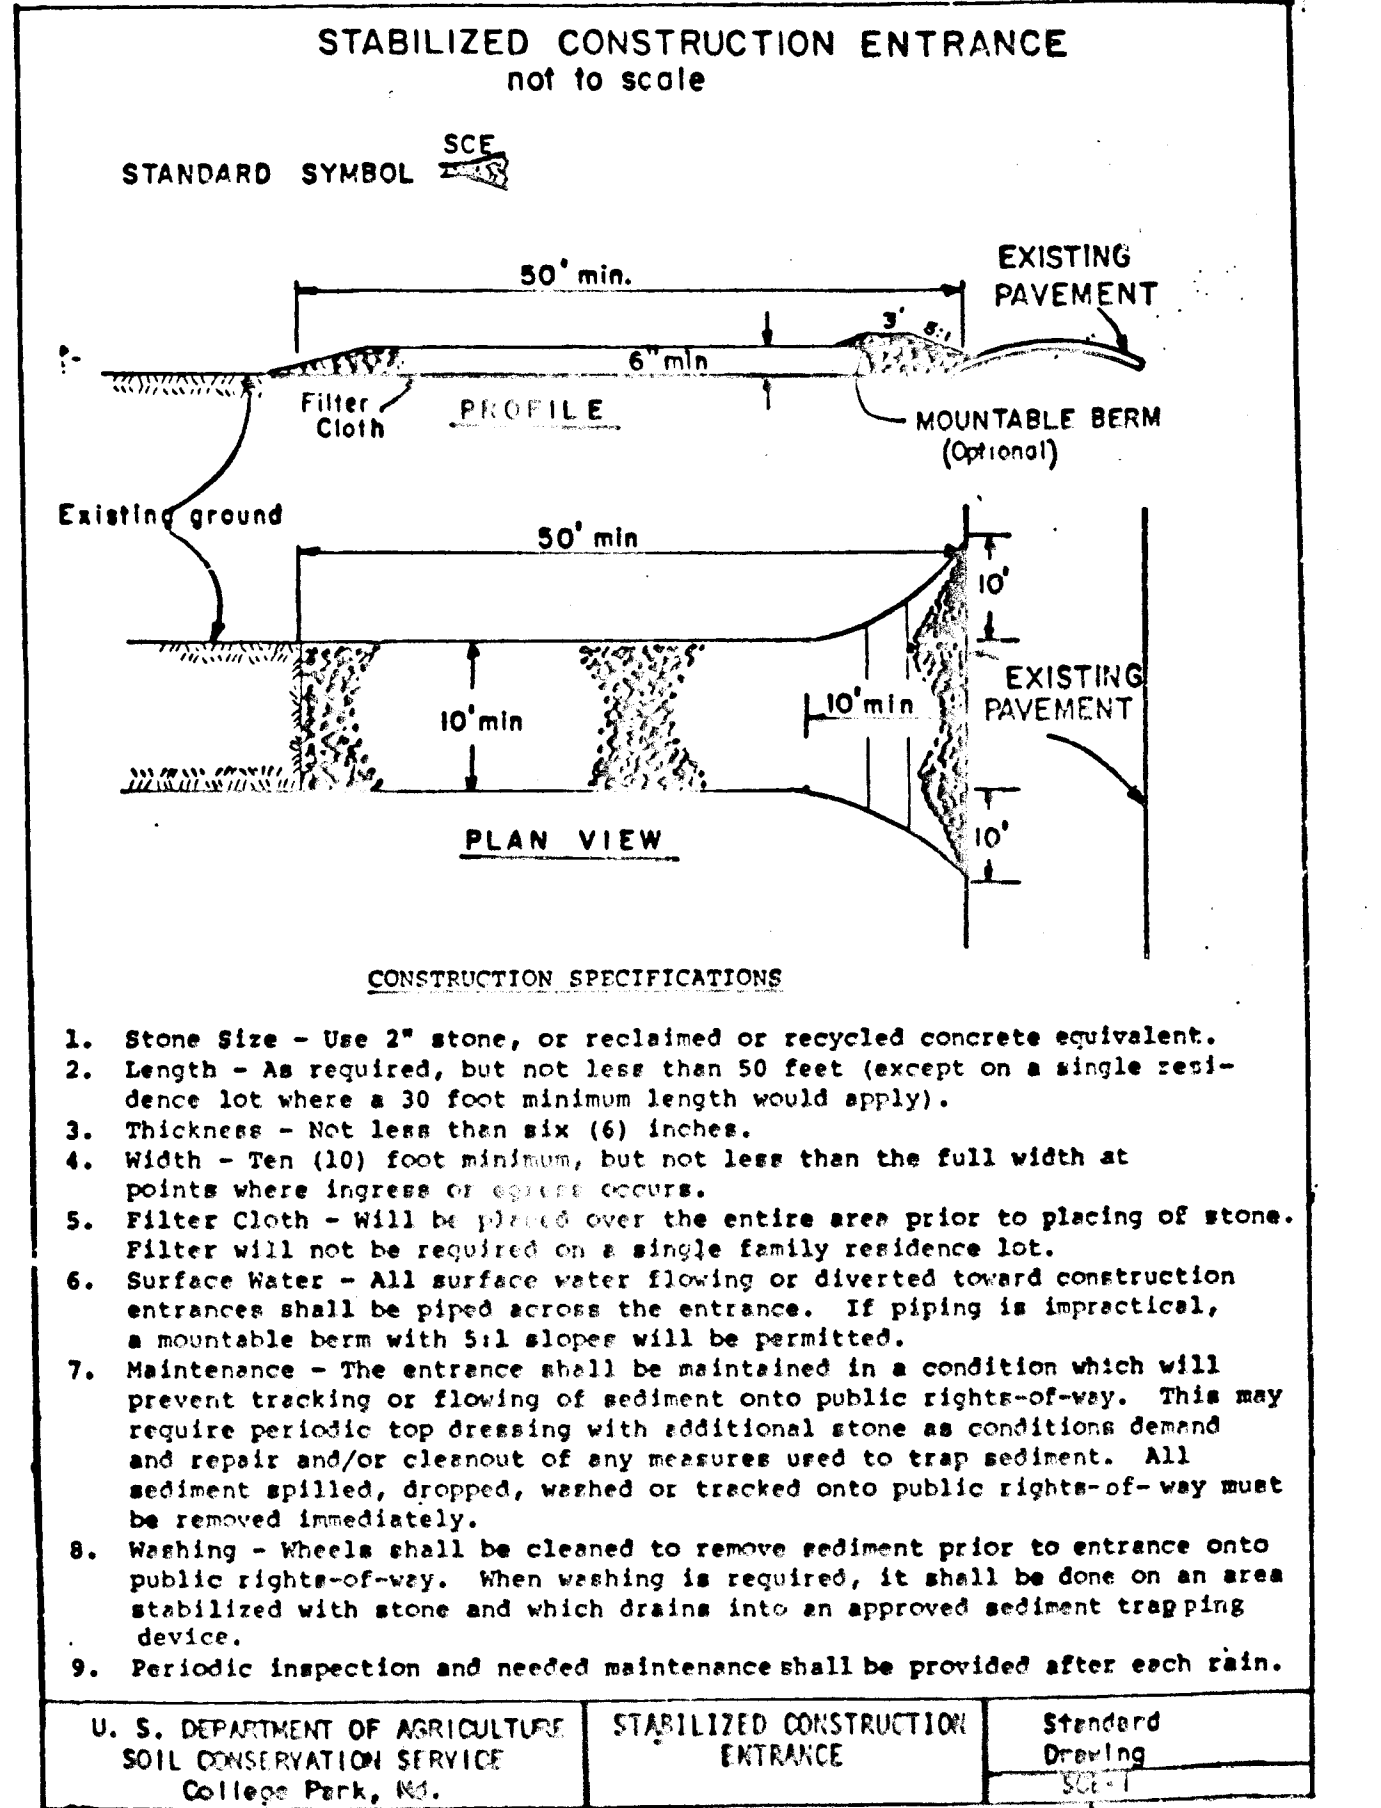 STABILIZED CONSTRUCTION ENTRANCE
not to scale
SCE
STANDARD SYMBOL
50' min.
EXISTING
PAVEMENT
3'
5:1
6" min
Filter
Cloth
PROFILE
MOUNTABLE BERM
(Optional)
Existing ground
50' min
10'
10' min
10' min
EXISTING
PAVEMENT
10'
PLAN VIEW
CONSTRUCTION SPECIFICATIONS
1. Stone Size - Use 2" stone, or reclaimed or recycled concrete equivalent.
2. Length - As required, but not less than 50 feet (except on a single resi-
dence lot where a 30 foot minimum length would apply).
3. Thickness - Not less than six (6) inches.
4. Width - Ten (10) foot minimum, but not less than the full width at
points where ingress or egress occurs.
5. Filter Cloth - Will be placed over the entire area prior to placing of stone.
Filter will not be required on a single family residence lot.
6. Surface Water - All surface water flowing or diverted toward construction
entrances shall be piped across the entrance. If piping is impractical,
a mountable berm with 5:1 slopes will be permitted.
7. Maintenance - The entrance shall be maintained in a condition which will
prevent tracking or flowing of sediment onto public rights-of-way. This may
require periodic top dressing with additional stone as conditions demand
and repair and/or cleanout of any measures used to trap sediment. All
sediment spilled, dropped, washed or tracked onto public rights-of-way must
be removed immediately.
8. Washing - Wheels shall be cleaned to remove sediment prior to entrance onto
public rights-of-way. When washing is required, it shall be done on an area
stabilized with stone and which drains into an approved sediment trapping
device.
9. Periodic inspection and needed maintenance shall be provided after each rain.
U. S. DEPARTMENT OF AGRICULTURE
SOIL CONSERVATION SERVICE
College Park, Md.
STABILIZED CONSTRUCTION
ENTRANCE
Standard
Drawing
SCE-1